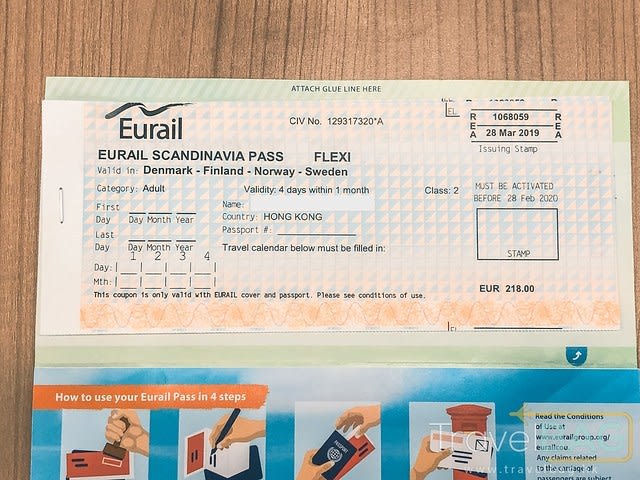 ATTACH GLUE LINE HERE
Eurail
CIV No. 129317320*A
R 1068059 R
E E
A 28 Mar 2019 A
Issuing Stamp
EURAIL SCANDINAVIA PASS FLEXI
Valid in: Denmark - Finland - Norway - Sweden
Category: Adult Validity: 4 days within 1 month Class: 2
MUST BE ACTIVATED
BEFORE 28 Feb 2020
First
Day Day Month Year
Name:
Country: HONG KONG
Passport #:
Last
Day Day Month Year
Travel calendar below must be filled in:
1 2 3 4
Day:
Mth:
STAMP
This coupon is only valid with EURAIL cover and passport. Please see conditions of use.
EUR 218.00
How to use your Eurail Pass in 4 steps
PASSPORT
Read the Conditions
of Use at
www.eurailgroup.org/
eurailcou.
Any claims related
to the carriage of
passengers are subject